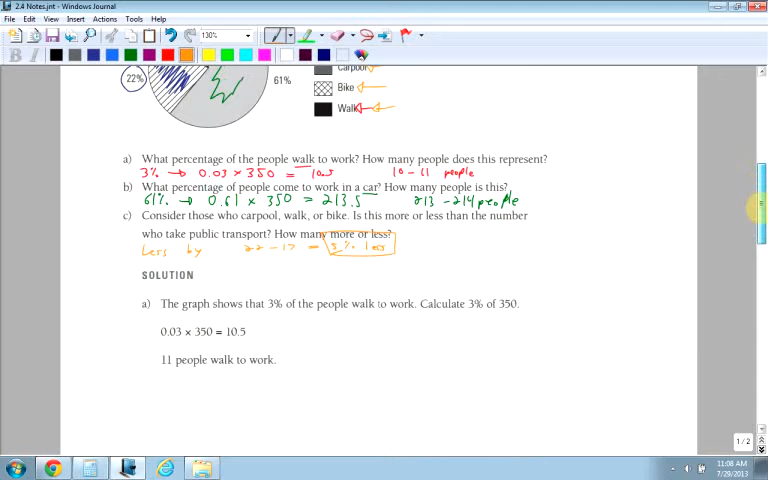 2.4 Notes.jnt - Windows Journal
File Edit View Insert Actions Tools Help
130%
B I
22%
61%
Carpool
Bike
Walk
a) What percentage of the people walk to work? How many people does this represent?
3% → 0.03 × 350 = 10.5 10 - 11 people
b) What percentage of people come to work in a car? How many people is this?
61% → 0.61 × 350 = 213.5 213 - 214 people
c) Consider those who carpool, walk, or bike. Is this more or less than the number
who take public transport? How many more or less?
Less by 22 - 17 = 5% less
SOLUTION
a) The graph shows that 3% of the people walk to work. Calculate 3% of 350.
0.03 × 350 = 10.5
11 people walk to work.
1 / 2
11:08 AM
7/29/2013